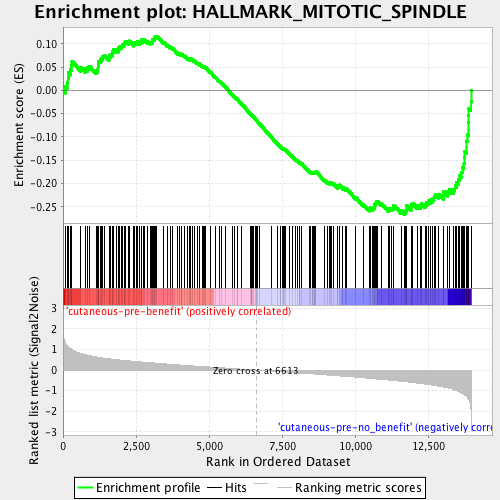 Enrichment plot: HALLMARK_MITOTIC_SPINDLE
Enrichment score (ES)
0.10
0.05
0.00
-0.05
-0.10
-0.15
-0.20
-0.25
'cutaneous-pre-benefit' (positively correlated)
Ranked list metric (Signal2Noise)
3
2
1
0
-1
-2
-3
Zero cross at 6613
'cutaneous-pre-no_benefit' (negatively corre
0
2,500
5,000
7,500
10,000
12,500
Rank in Ordered Dataset
Enrichment profile
Hits
Ranking metric scores